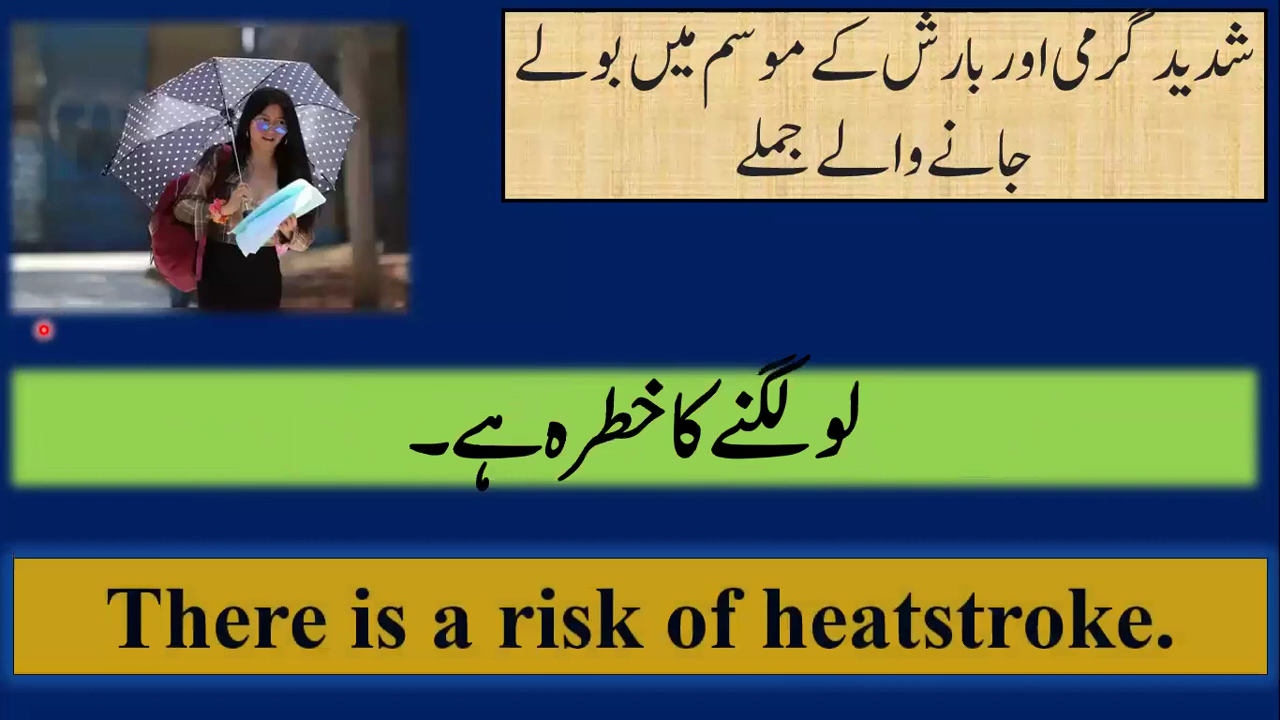 شدید گرمی اور بارش کے موسم میں بولے
جانے والے جملے
لو لگنے کا خطرہ ہے۔
There is a risk of heatstroke.